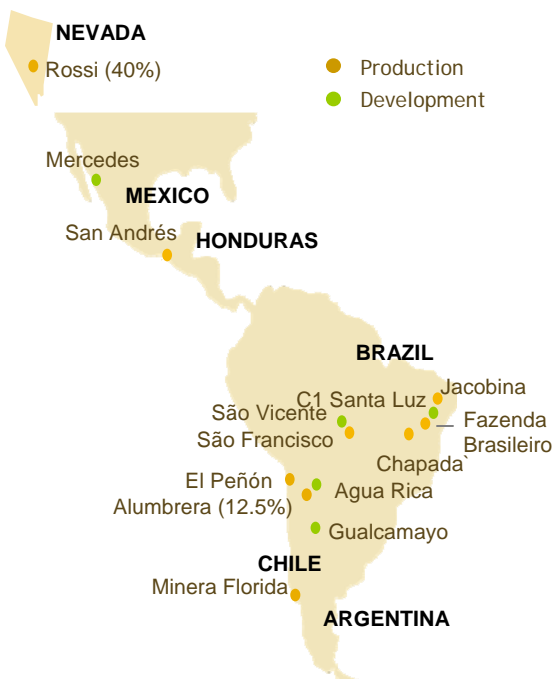 NEVADA
Rossi (40%)
Production
Development
Mercedes
MEXICO
San Andrés
HONDURAS
BRAZIL
Jacobina
C1 Santa Luz
São Vicente
Fazenda
Brasileiro
São Francisco
Chapada`
El Peñón
Agua Rica
Alumbrera (12.5%)
Gualcamayo
CHILE
Minera Florida
ARGENTINA